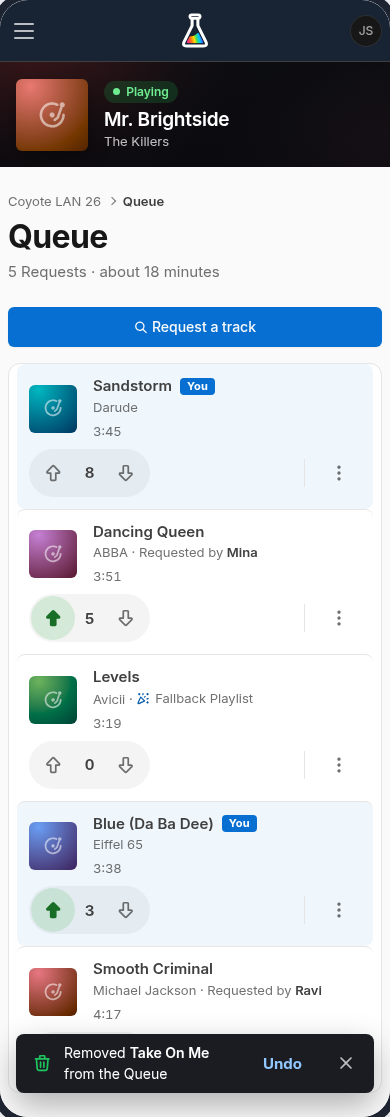 JS
Playing
Mr. Brightside
The Killers
Coyote LAN 26 > Queue
Queue
5 Requests · about 18 minutes
Request a track
Sandstorm You
Darude
3:45
8
Dancing Queen
ABBA · Requested by Mina
3:51
5
Levels
Avicii · Fallback Playlist
3:19
0
Blue (Da Ba Dee) You
Eiffel 65
3:38
3
Smooth Criminal
Michael Jackson · Requested by Ravi
4:17
Removed Take On Me
from the Queue
Undo